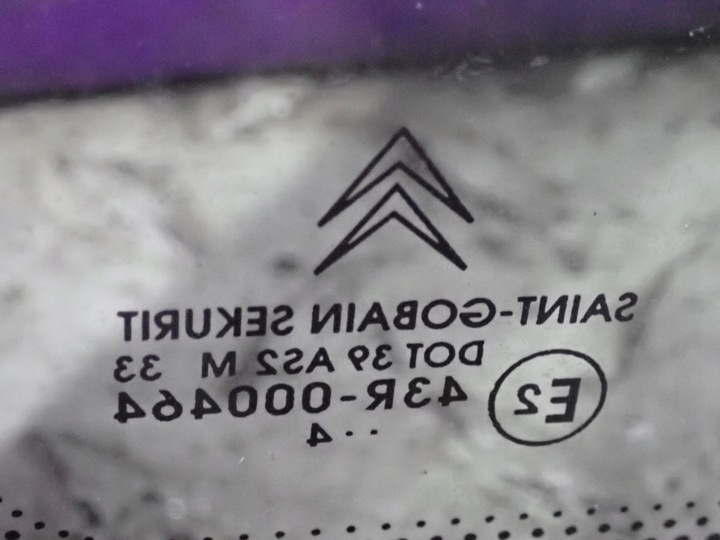 SAINT-GOBAIN SEKURIT
DOT 39 AS2 M 33
E2 43R-000464
··4